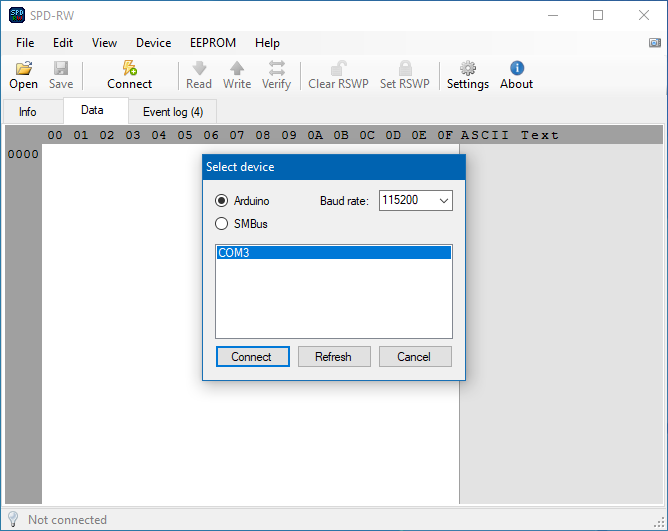 SPD RW SPD-RW
File Edit View Device EEPROM Help
Open Save Connect Read Write Verify Clear RSWP Set RSWP Settings About
Info Data Event log (4)
00 01 02 03 04 05 06 07 08 09 0A 0B 0C 0D 0E 0F ASCII Text
0000
Select device
Arduino Baud rate: 115200
SMBus
COM3
Connect Refresh Cancel
Not connected